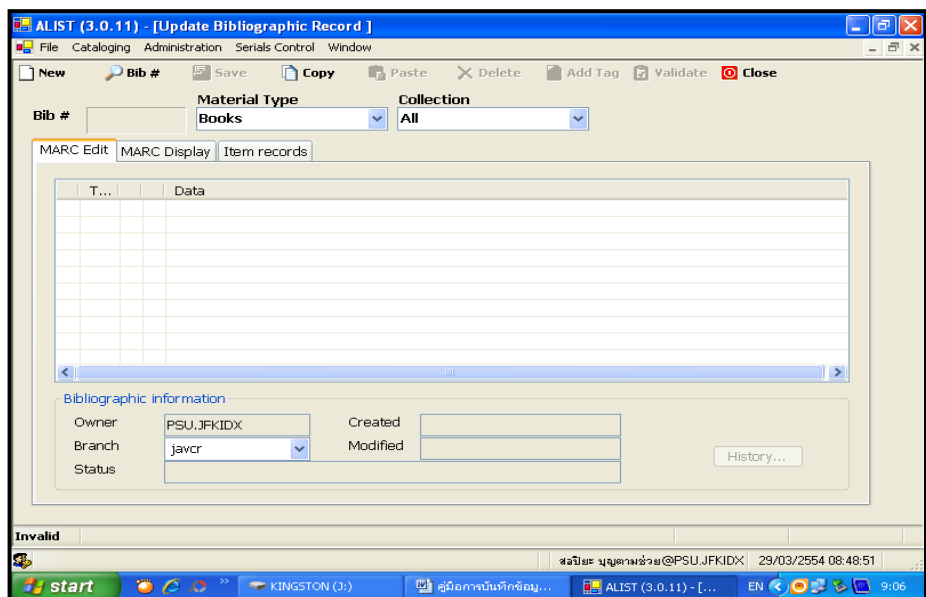 ALIST (3.0.11) - [Update Bibliographic Record ]
File Cataloging Administration Serials Control Window
New Bib # Save Copy Paste Delete Add Tag Validate Close
Material Type Collection
Bib # Books All
MARC Edit MARC Display Item records
T... Data
Bibliographic information
Owner PSU.JFKIDX Created
Branch javcr Modified
History...
Status
Invalid
สอปิยะ บุญตามช่วย@PSU.JFKIDX 29/03/2554 08:48:51
start KINGSTON (J:) คู่มือการบันทึกข้อมู... ALIST (3.0.11) - [... EN 9:06